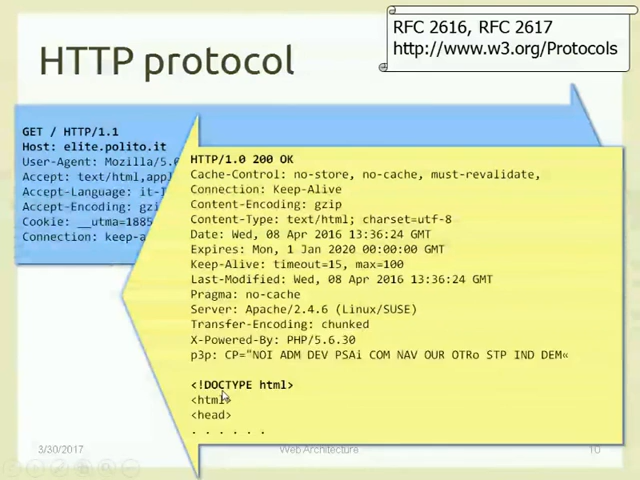 HTTP protocol
RFC 2616, RFC 2617
http://www.w3.org/Protocols
GET / HTTP/1.1
Host: elite.polito.it
User-Agent: Mozilla/5.0
Accept: text/html,appl
Accept-Language: it-I
Accept-Encoding: gzi
Cookie: __utma=1885
Connection: keep-a
HTTP/1.0 200 OK
Cache-Control: no-store, no-cache, must-revalidate,
Connection: Keep-Alive
Content-Encoding: gzip
Content-Type: text/html; charset=utf-8
Date: Wed, 08 Apr 2016 13:36:24 GMT
Expires: Mon, 1 Jan 2020 00:00:00 GMT
Keep-Alive: timeout=15, max=100
Last-Modified: Wed, 08 Apr 2016 13:36:24 GMT
Pragma: no-cache
Server: Apache/2.4.6 (Linux/SUSE)
Transfer-Encoding: chunked
X-Powered-By: PHP/5.6.30
p3p: CP="NOI ADM DEV PSAi COM NAV OUR OTRo STP IND DEM«
<!DOCTYPE html>
<html>
<head>
. . . . . .
3/30/2017
Web Architecture
10